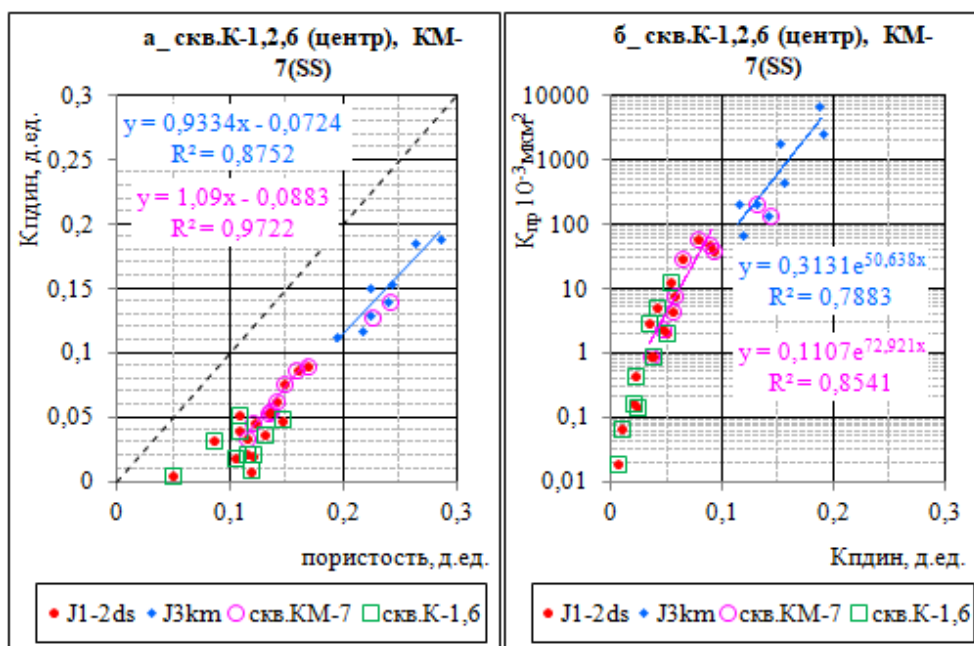 а_ скв.К-1,2,6 (центр), КМ-
7(SS)
Кпдин, д.ед.
0,3
0,25
0,2
0,15
0,1
0,05
0
y = 0,9334x - 0,0724
R² = 0,8752
y = 1,09x - 0,0883
R² = 0,9722
0 0,1 0,2 0,3
пористость, д.ед.
J1-2ds J3km скв.КМ-7 скв.К-1,6
б_ скв.К-1,2,6 (центр), КМ-
7(SS)
Кпр 10⁻³мкм²
10000
1000
100
10
1
0,1
0,01
y = 0,3131e^50,638x
R² = 0,7883
y = 0,1107e^72,921x
R² = 0,8541
0 0,1 0,2 0,3
Кпдин, д.ед.
J1-2ds J3km скв.КМ-7 скв.К-1,6